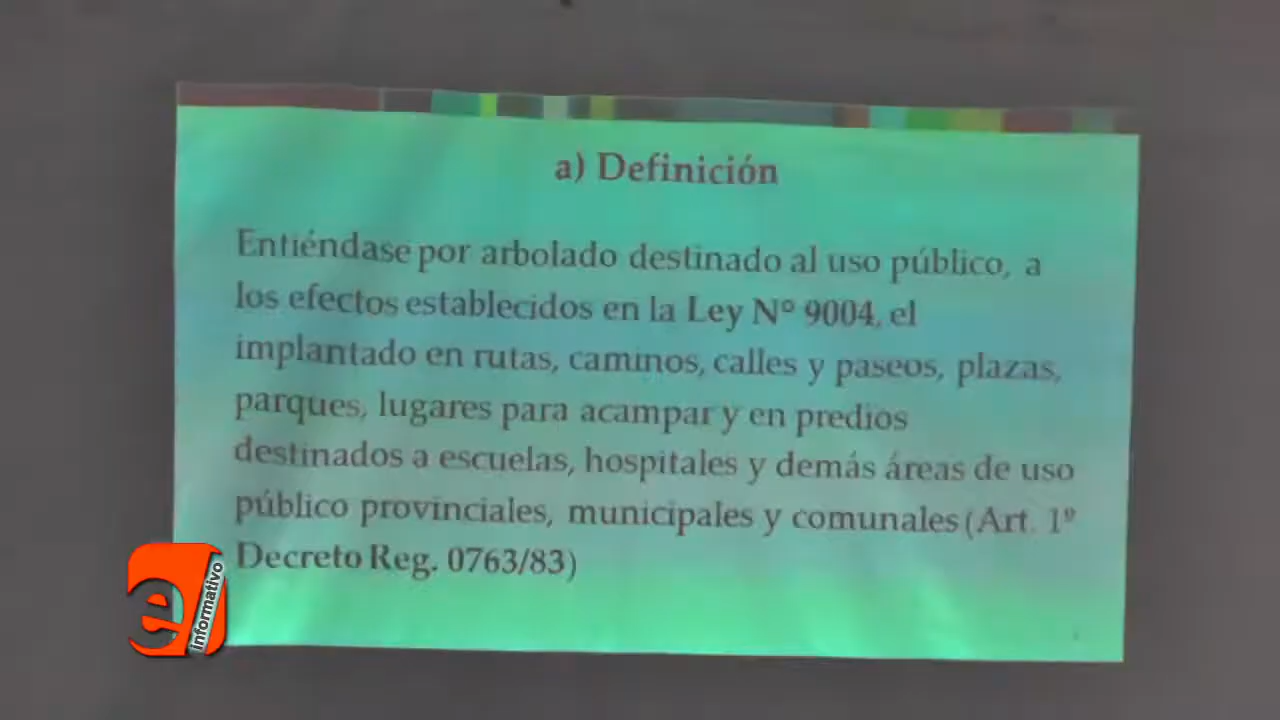 a) Definición
Entiéndase por arbolado destinado al uso público, a
los efectos establecidos en la Ley Nº 9004, el
implantado en rutas, caminos, calles y paseos, plazas,
parques, lugares para acampar y en predios
destinados a escuelas, hospitales y demás áreas de uso
público provinciales, municipales y comunales (Art. 1º
Decreto Reg. 0763/83)
e informativo